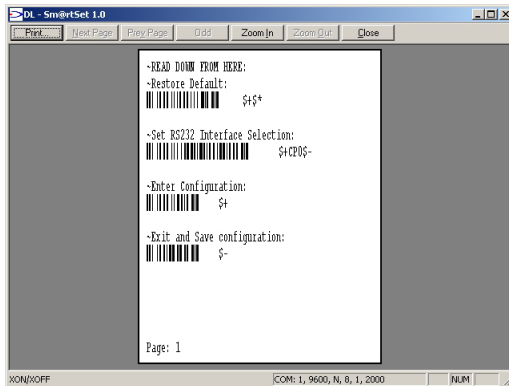 DL - Sm@rtSet 1.0
Print... Next Page Prev Page Odd Zoom In Zoom Out Close
~READ DOWN FROM HERE:
~Restore Default:
$+$*
~Set RS232 Interface Selection:
$+CP0$-
~Enter Configuration:
$+
~Exit and Save configuration:
$-
Page: 1
XON/XOFF COM: 1, 9600, N, 8, 1, 2000 NUM